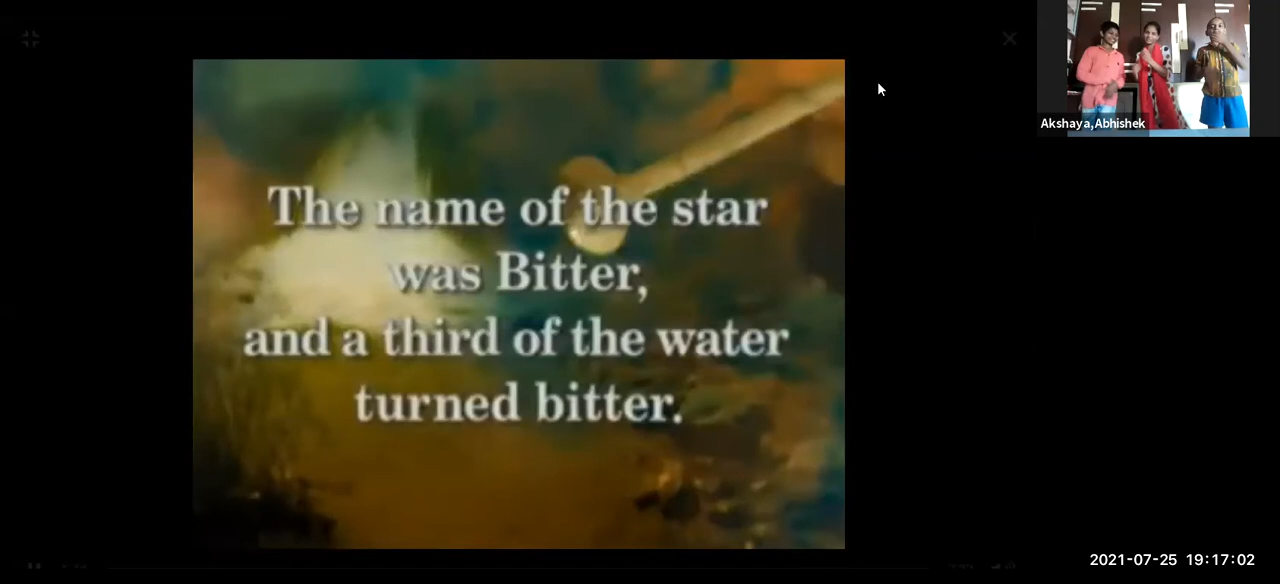 The name of the star
was Bitter,
and a third of the water
turned bitter.
Akshaya,Abhishek
2021-07-25 19:17:02